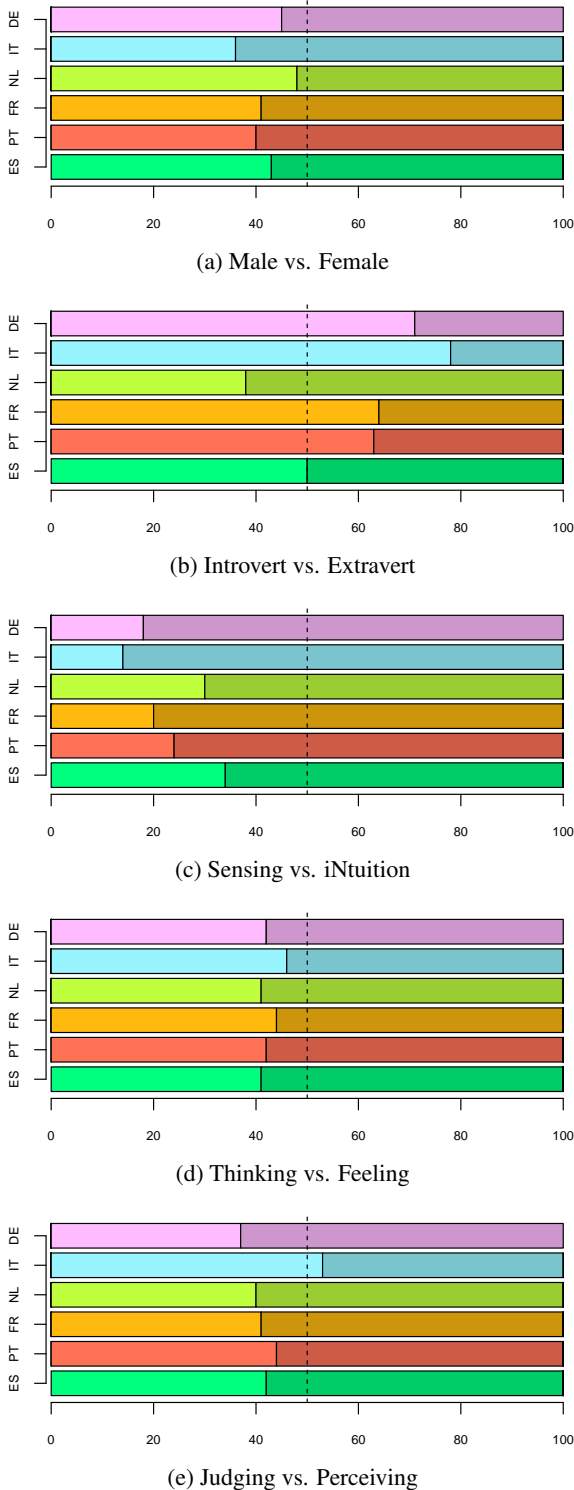 DE
IT
NL
FR
PT
ES
0 20 40 60 80 100
(a) Male vs. Female
DE
IT
NL
FR
PT
ES
0 20 40 60 80 100
(b) Introvert vs. Extravert
DE
IT
NL
FR
PT
ES
0 20 40 60 80 100
(c) Sensing vs. iNtuition
DE
IT
NL
FR
PT
ES
0 20 40 60 80 100
(d) Thinking vs. Feeling
DE
IT
NL
FR
PT
ES
0 20 40 60 80 100
(e) Judging vs. Perceiving